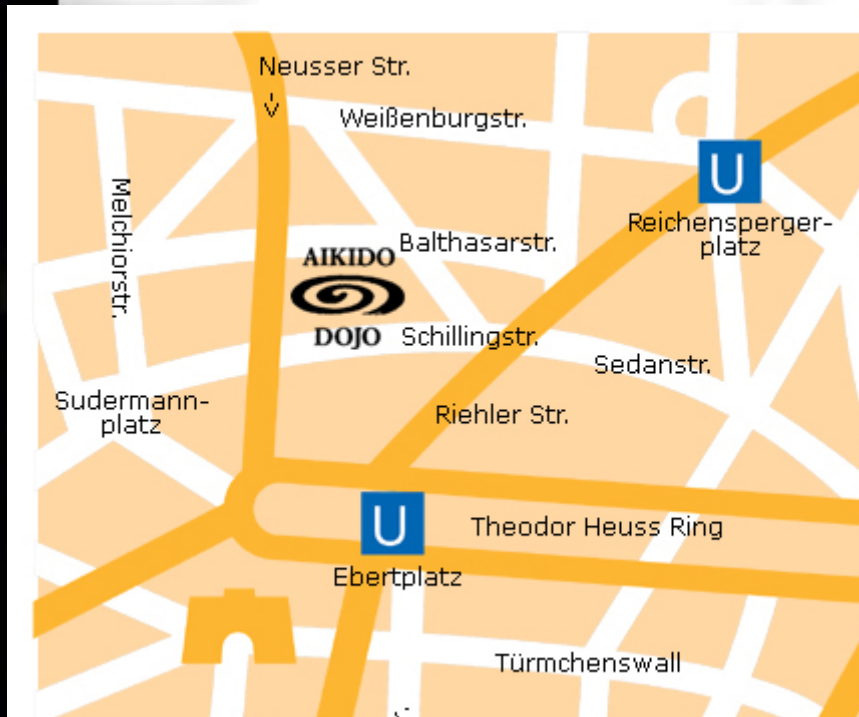 Neusser Str.
Weißenburgstr.
U
Reichensperger-
platz
Melchiorstr.
Balthasarstr.
AIKIDO
DOJO
Schillingstr.
Sedanstr.
Sudermann-
platz
Riehler Str.
U
Ebertplatz
Theodor Heuss Ring
Türmchenswall